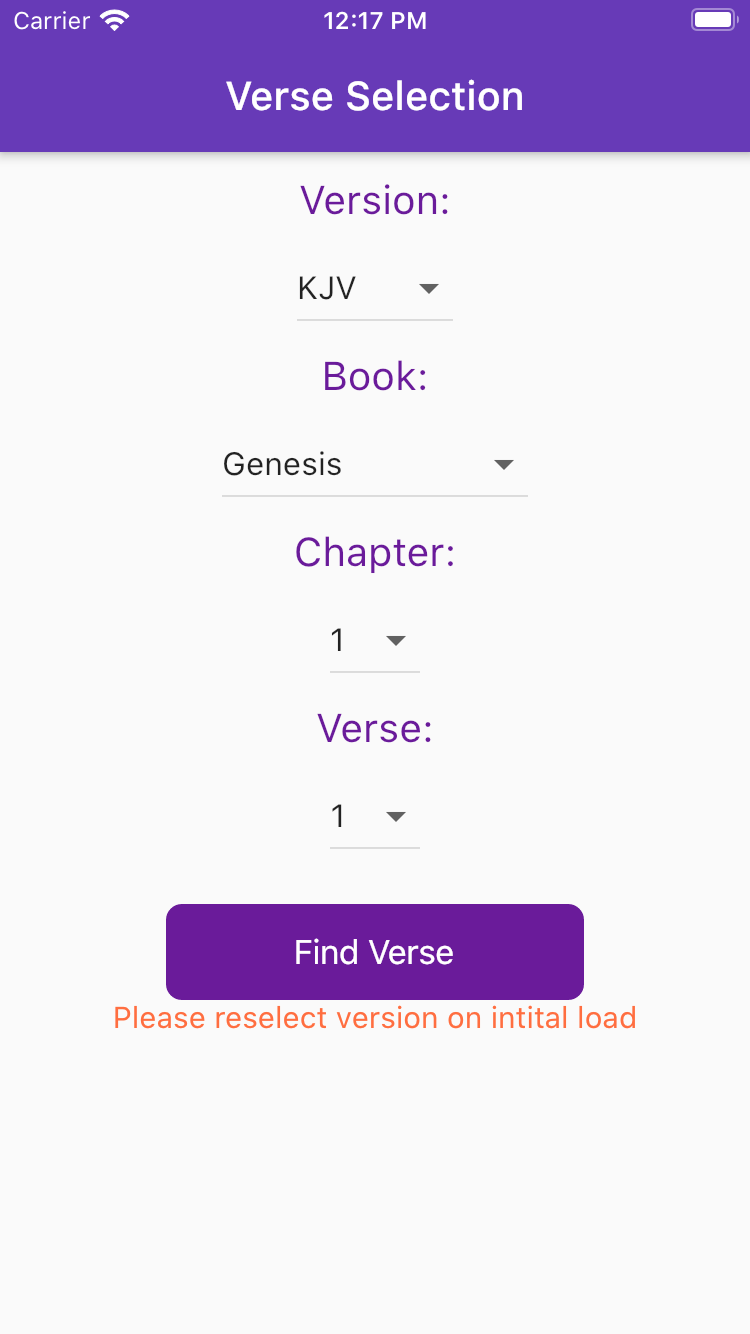 Carrier 12:17 PM
Verse Selection
Version:
KJV
Book:
Genesis
Chapter:
1
Verse:
1
Find Verse
Please reselect version on intital load